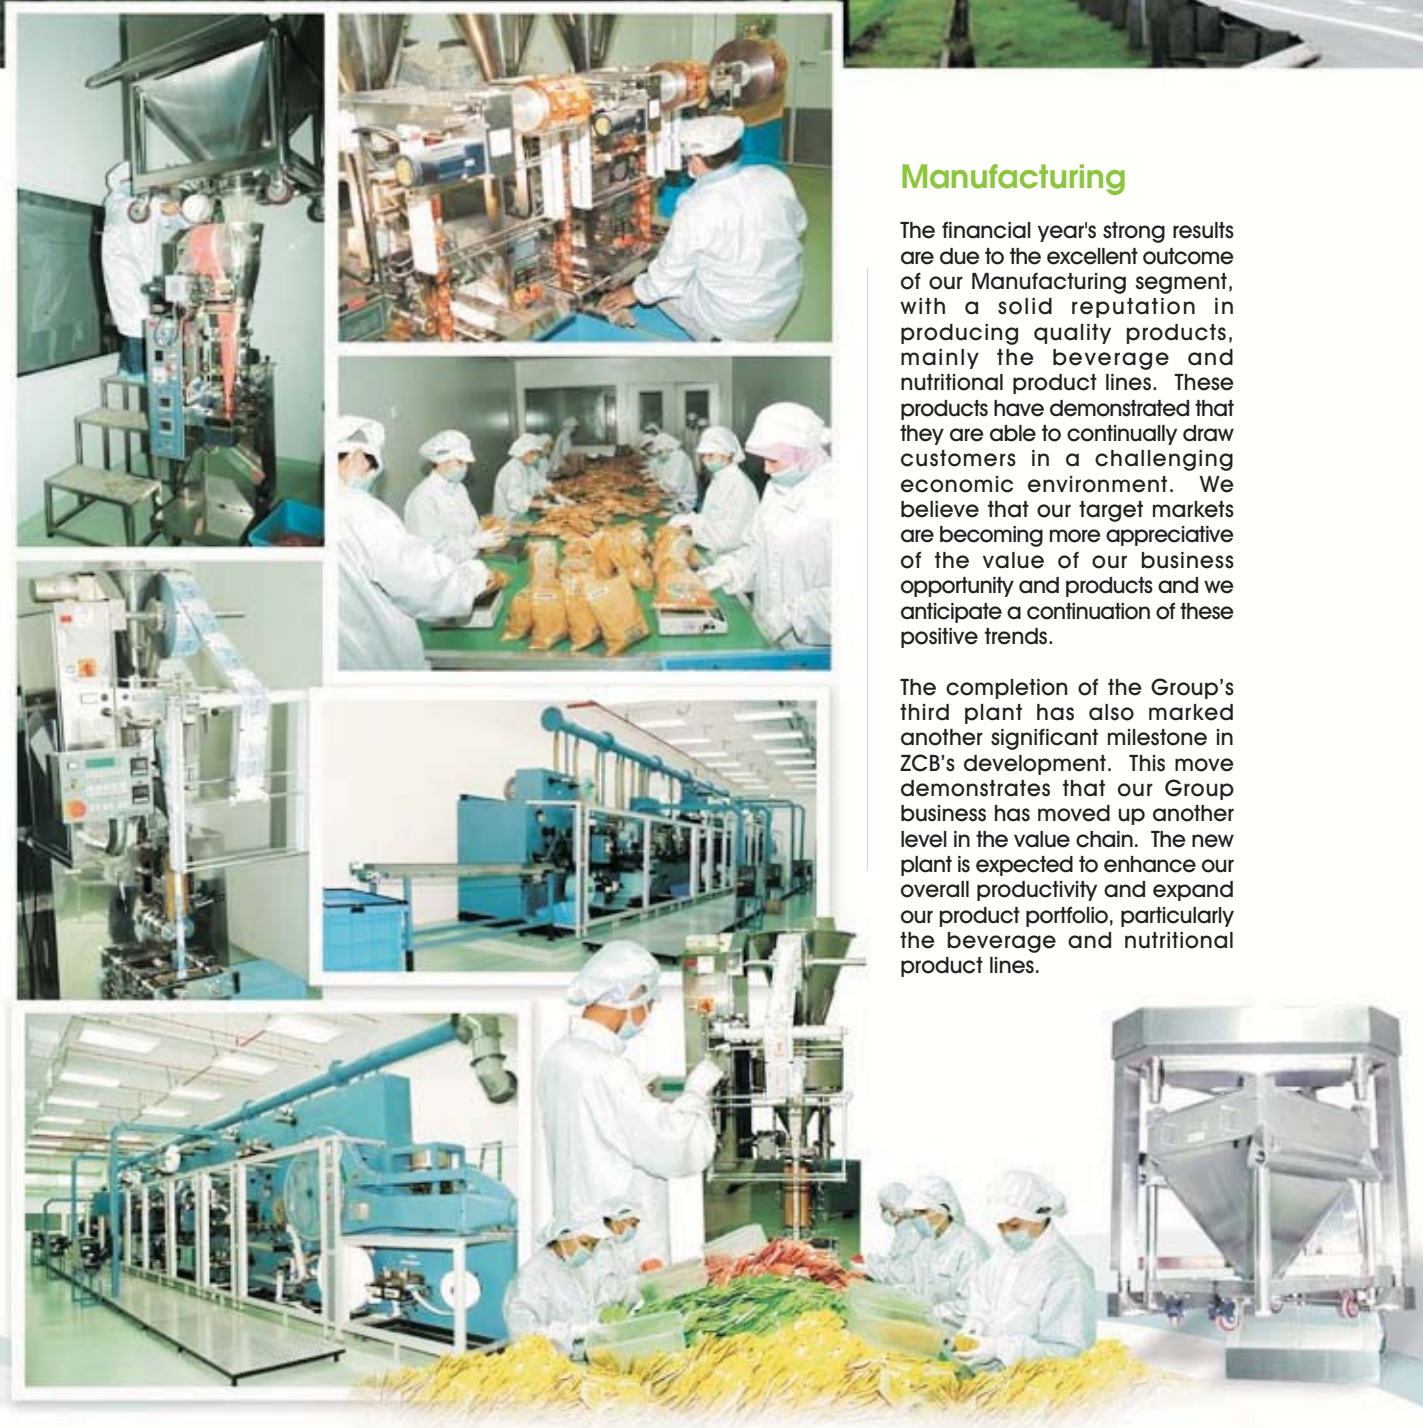 Manufacturing
The financial year's strong results
are due to the excellent outcome
of our Manufacturing segment,
with a solid reputation in
producing quality products,
mainly the beverage and
nutritional product lines. These
products have demonstrated that
they are able to continually draw
customers in a challenging
economic environment. We
believe that our target markets
are becoming more appreciative
of the value of our business
opportunity and products and we
anticipate a continuation of these
positive trends.
The completion of the Group’s
third plant has also marked
another significant milestone in
ZCB’s development. This move
demonstrates that our Group
business has moved up another
level in the value chain. The new
plant is expected to enhance our
overall productivity and expand
our product portfolio, particularly
the beverage and nutritional
product lines.